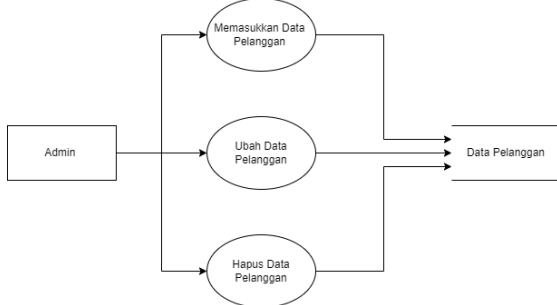 Memasukkan Data
Pelanggan
Admin
Ubah Data
Pelanggan
Data Pelanggan
Hapus Data
Pelanggan